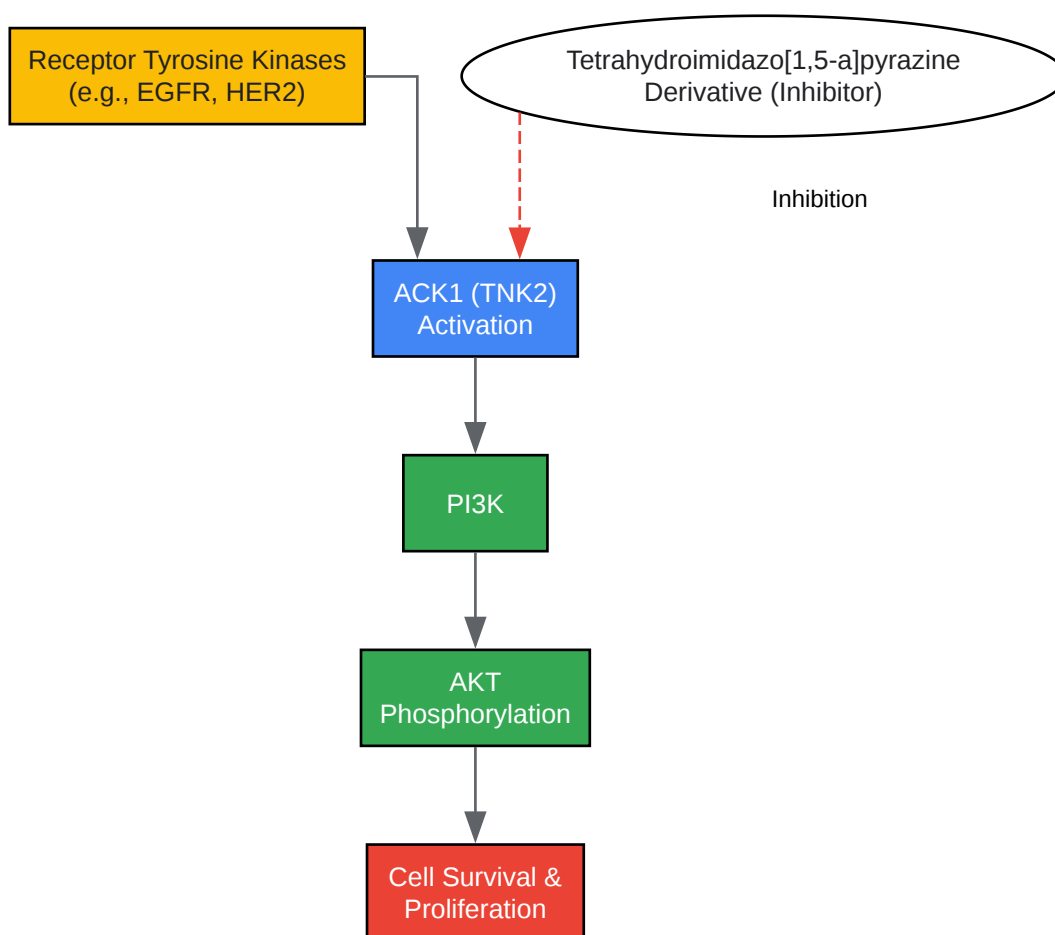 Receptor Tyrosine Kinases
(e.g., EGFR, HER2)
Tetrahydroimidazo[1,5-a]pyrazine
Derivative (Inhibitor)
Inhibition
ACK1 (TNK2)
Activation
PI3K
AKT
Phosphorylation
Cell Survival &
Proliferation